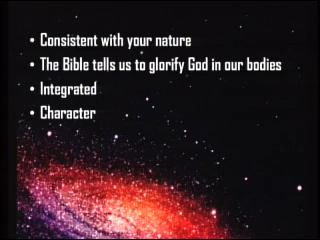 • Consistent with your nature
• The Bible tells us to glorify God in our bodies
• Integrated
• Character